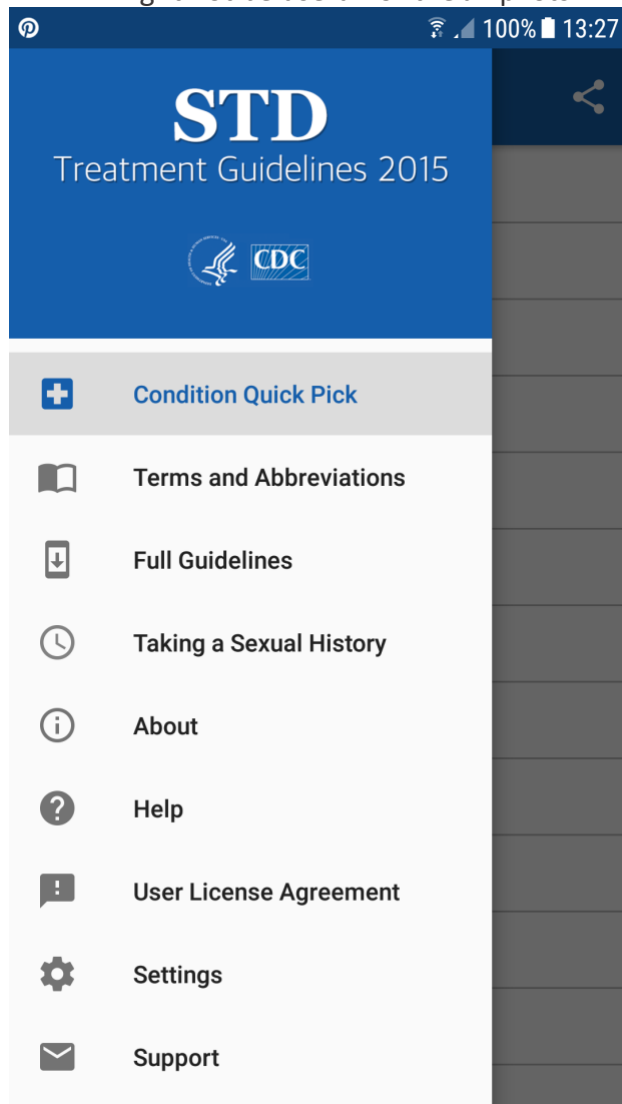 100% 13:27
STD
Treatment Guidelines 2015
CDC
Condition Quick Pick
Terms and Abbreviations
Full Guidelines
Taking a Sexual History
About
Help
User License Agreement
Settings
Support